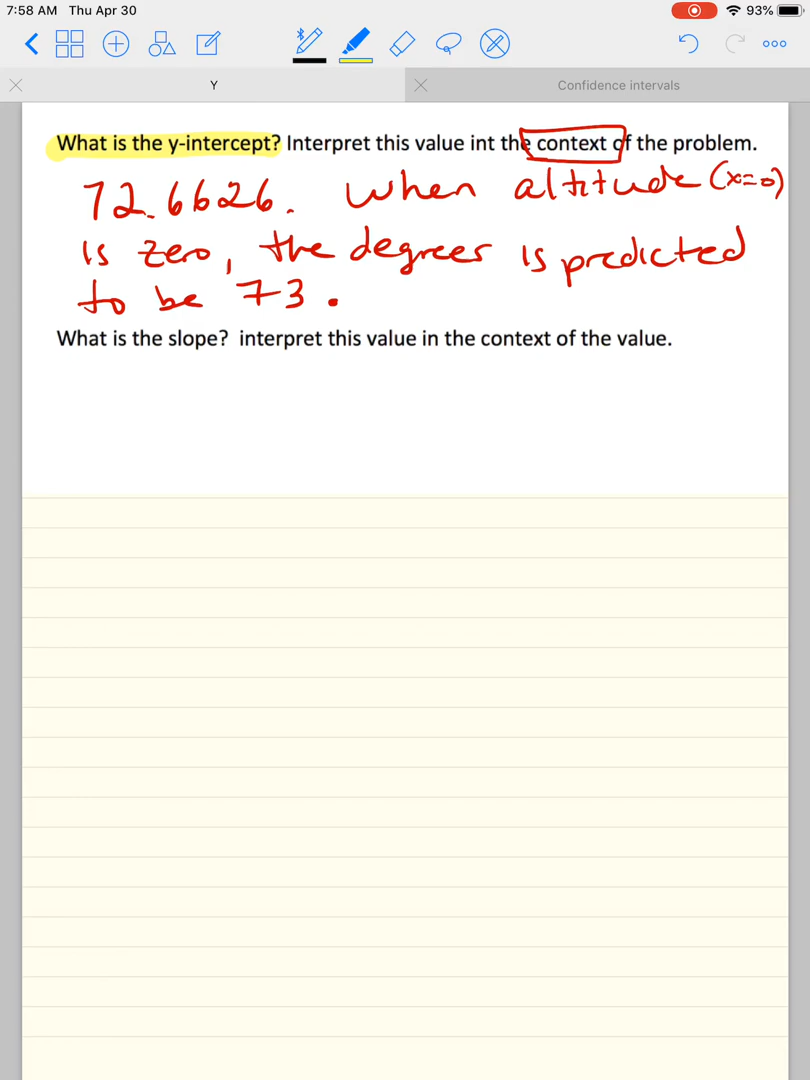 7:58 AM Thu Apr 30 93%
Y Confidence intervals
What is the y-intercept? Interpret this value int the context of the problem.
72.6626. When altitude (x=0)
is zero, the degrees is predicted
to be 73.
What is the slope? interpret this value in the context of the value.